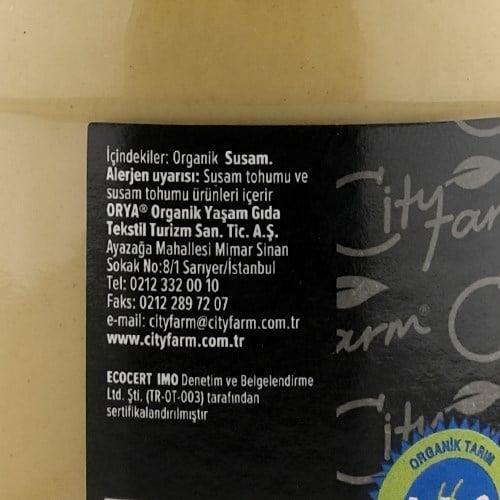 İçindekiler: Organik Susam.
Alerjen uyarısı: Susam tohumu ve
susam tohumu ürünleri içerir
ORYA® Organik Yaşam Gıda
Tekstil Turizm San. Tic. A.Ş.
Ayazağa Mahallesi Mimar Sinan
Sokak No:8/1 Sarıyer/İstanbul
Tel: 0212 332 00 10
Faks: 0212 289 72 07
e-mail: cityfarm@cityfarm.com.tr
www.cityfarm.com.tr
ECOCERT IMO Denetim ve Belgelendirme
Ltd. Şti. (TR-OT-003) tarafından
sertifikalandırılmıştır
City
farm
ORGANİK TARIM